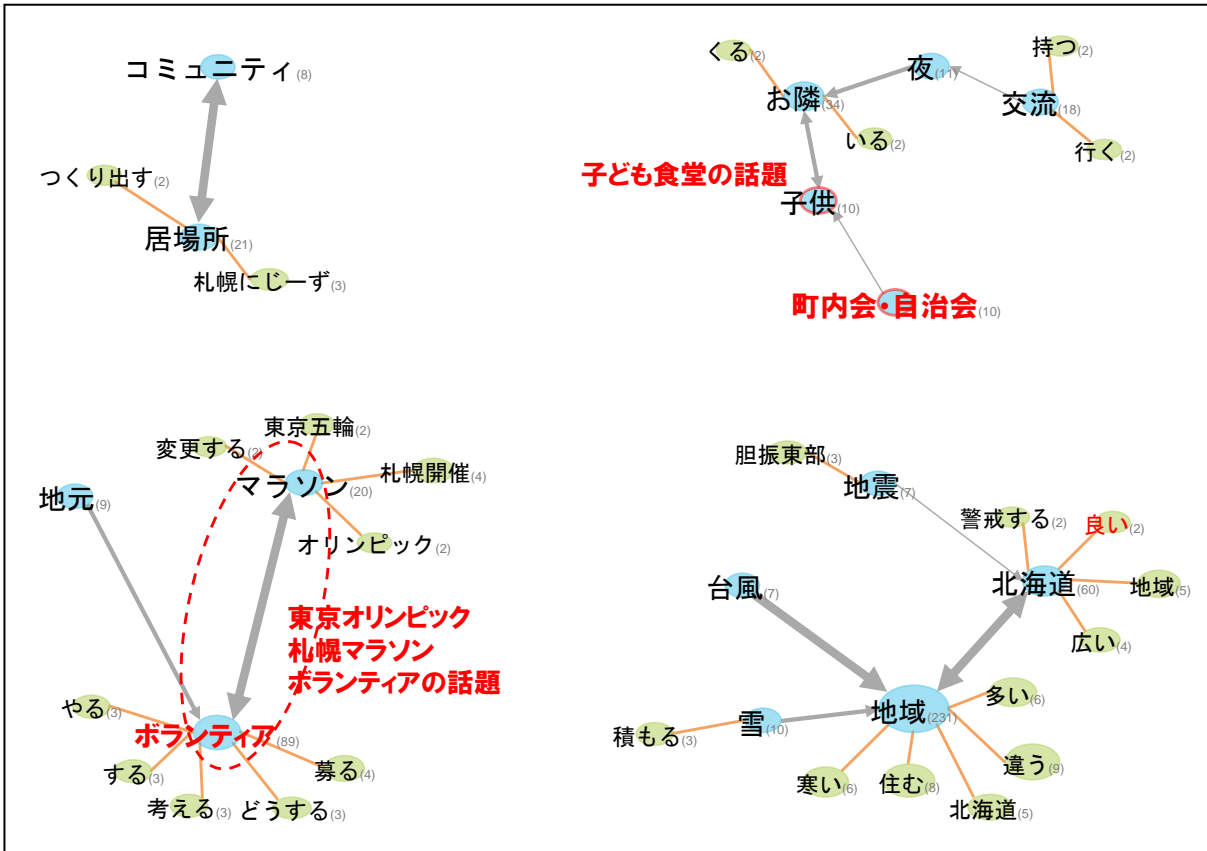 コミュニティ(8)
つくり出す(2)
居場所(21)
札幌にじーず(3)
くる(2)
夜(11)
持つ(2)
お隣(34)
交流(18)
いる(2)
行く(2)
子ども食堂の話題
子供(10)
町内会・自治会(10)
東京五輪(2)
変更する(2)
札幌開催(4)
マラソン(20)
地元(9)
オリンピック(2)
東京オリンピック
札幌マラソン
ボランティアの話題
やる(3)
ボランティア(89)
する(3)
募る(4)
考える(3)
どうする(3)
胆振東部(3)
地震(7)
警戒する(2)
良い(2)
台風(7)
北海道(60)
地域(5)
広い(4)
多い(6)
地域(231)
雪(10)
積もる(3)
違う(9)
寒い(6)
住む(8)
北海道(5)